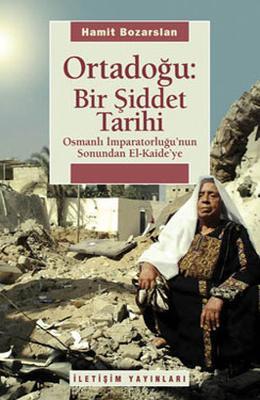 Hamit Bozarslan
Ortadoğu:
Bir Şiddet
Tarihi
Osmanlı İmparatorluğu'nun
Sonundan El-Kaide'ye
İLETİŞİM YAYINLARI